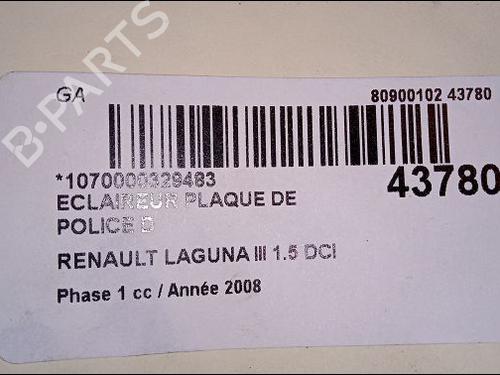 GA
80900102 43780
*1070000329483
43780
ECLAIREUR PLAQUE DE
POLICE D
RENAULT LAGUNA III 1.5 DCI
Phase 1 cc / Année 2008
B-PARTS